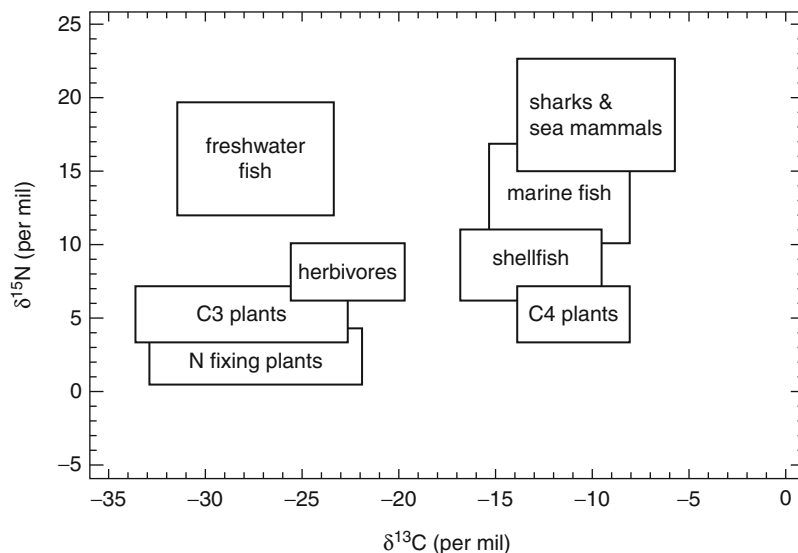 25
20
15
10
5
0
−5
δ15N (per mil)
sharks &
sea mammals
freshwater
fish
marine fish
herbivores
shellfish
C3 plants
C4 plants
N fixing plants
−35 −30 −25 −20 −15 −10 −5 0
δ13C (per mil)